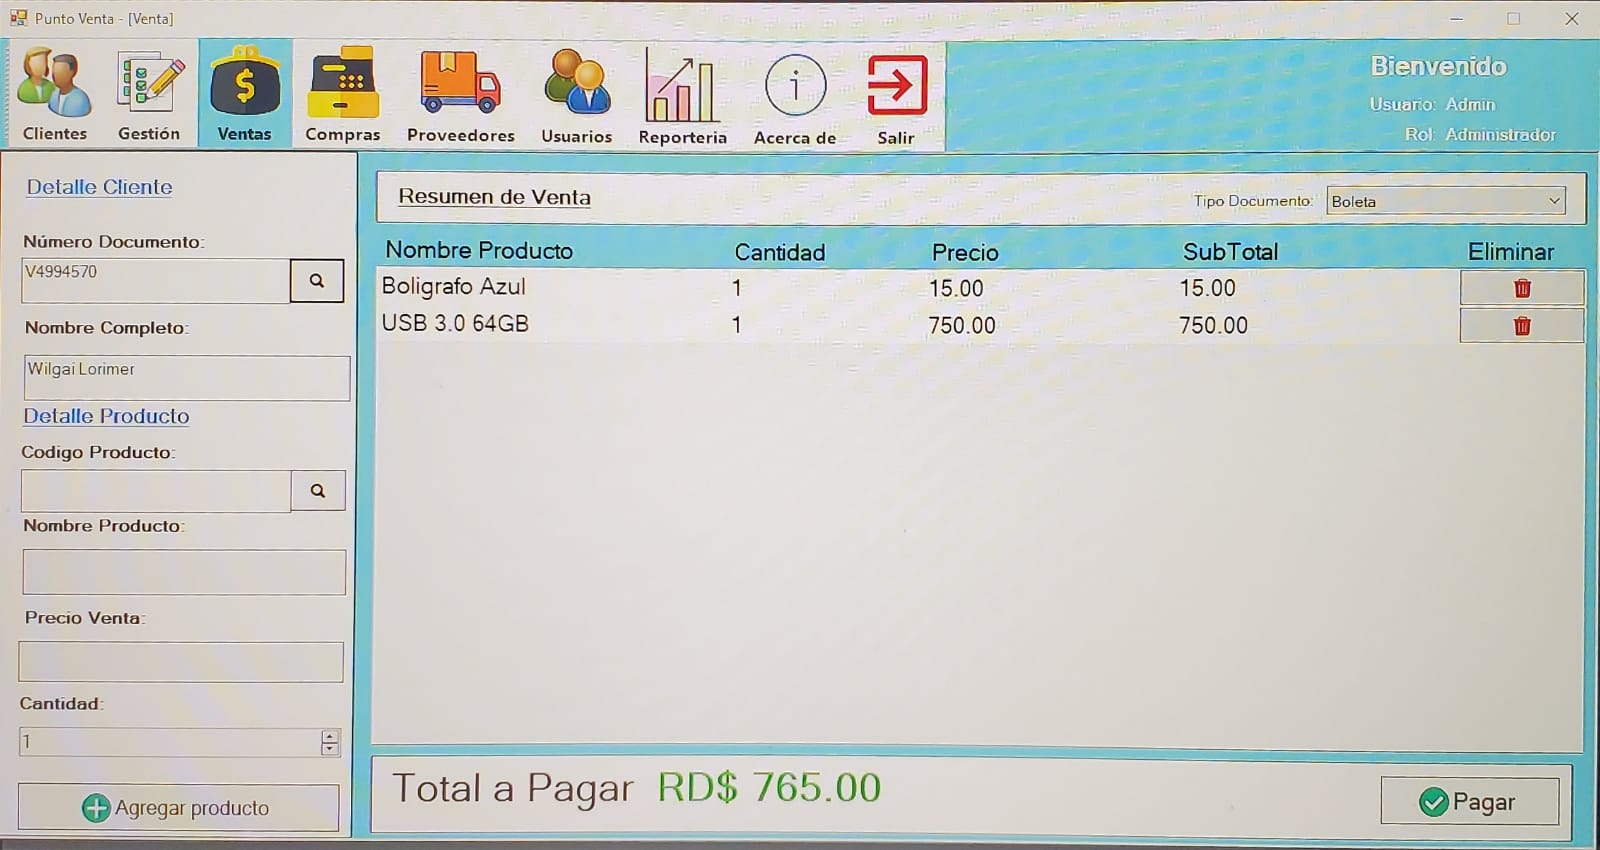 Punto Venta - [Venta]
Clientes Gestión Ventas Compras Proveedores Usuarios Reporteria Acerca de Salir
Bienvenido
Usuario: Admin
Rol: Administrador
Detalle Cliente
Número Documento:
V4994570
Nombre Completo:
Wilgai Lorimer
Detalle Producto
Codigo Producto:
Nombre Producto:
Precio Venta:
Cantidad:
1
Agregar producto
Resumen de Venta
Tipo Documento: Boleta
Nombre Producto Cantidad Precio SubTotal Eliminar
Boligrafo Azul 1 15.00 15.00
USB 3.0 64GB 1 750.00 750.00
Total a Pagar RD$ 765.00
Pagar